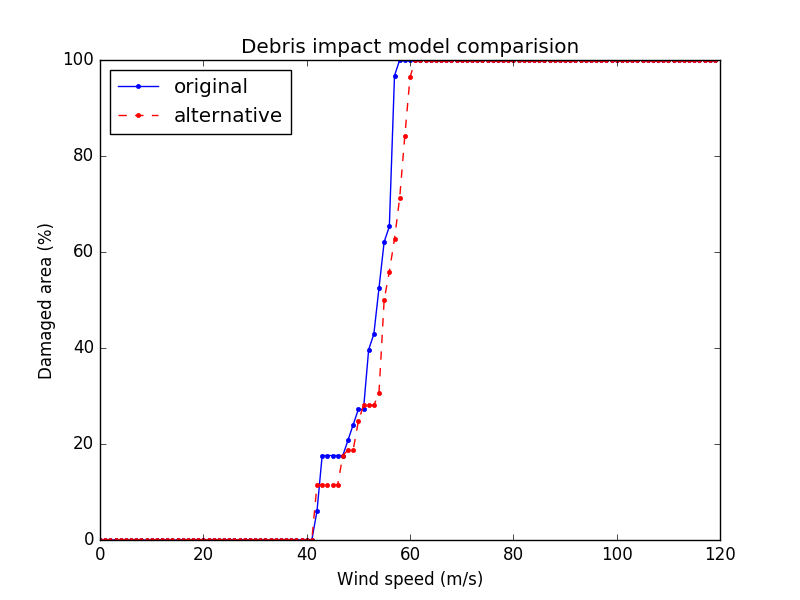 Debris impact model comparision
original
alternative
Damaged area (%)
100
80
60
40
20
0
0 20 40 60 80 100 120
Wind speed (m/s)